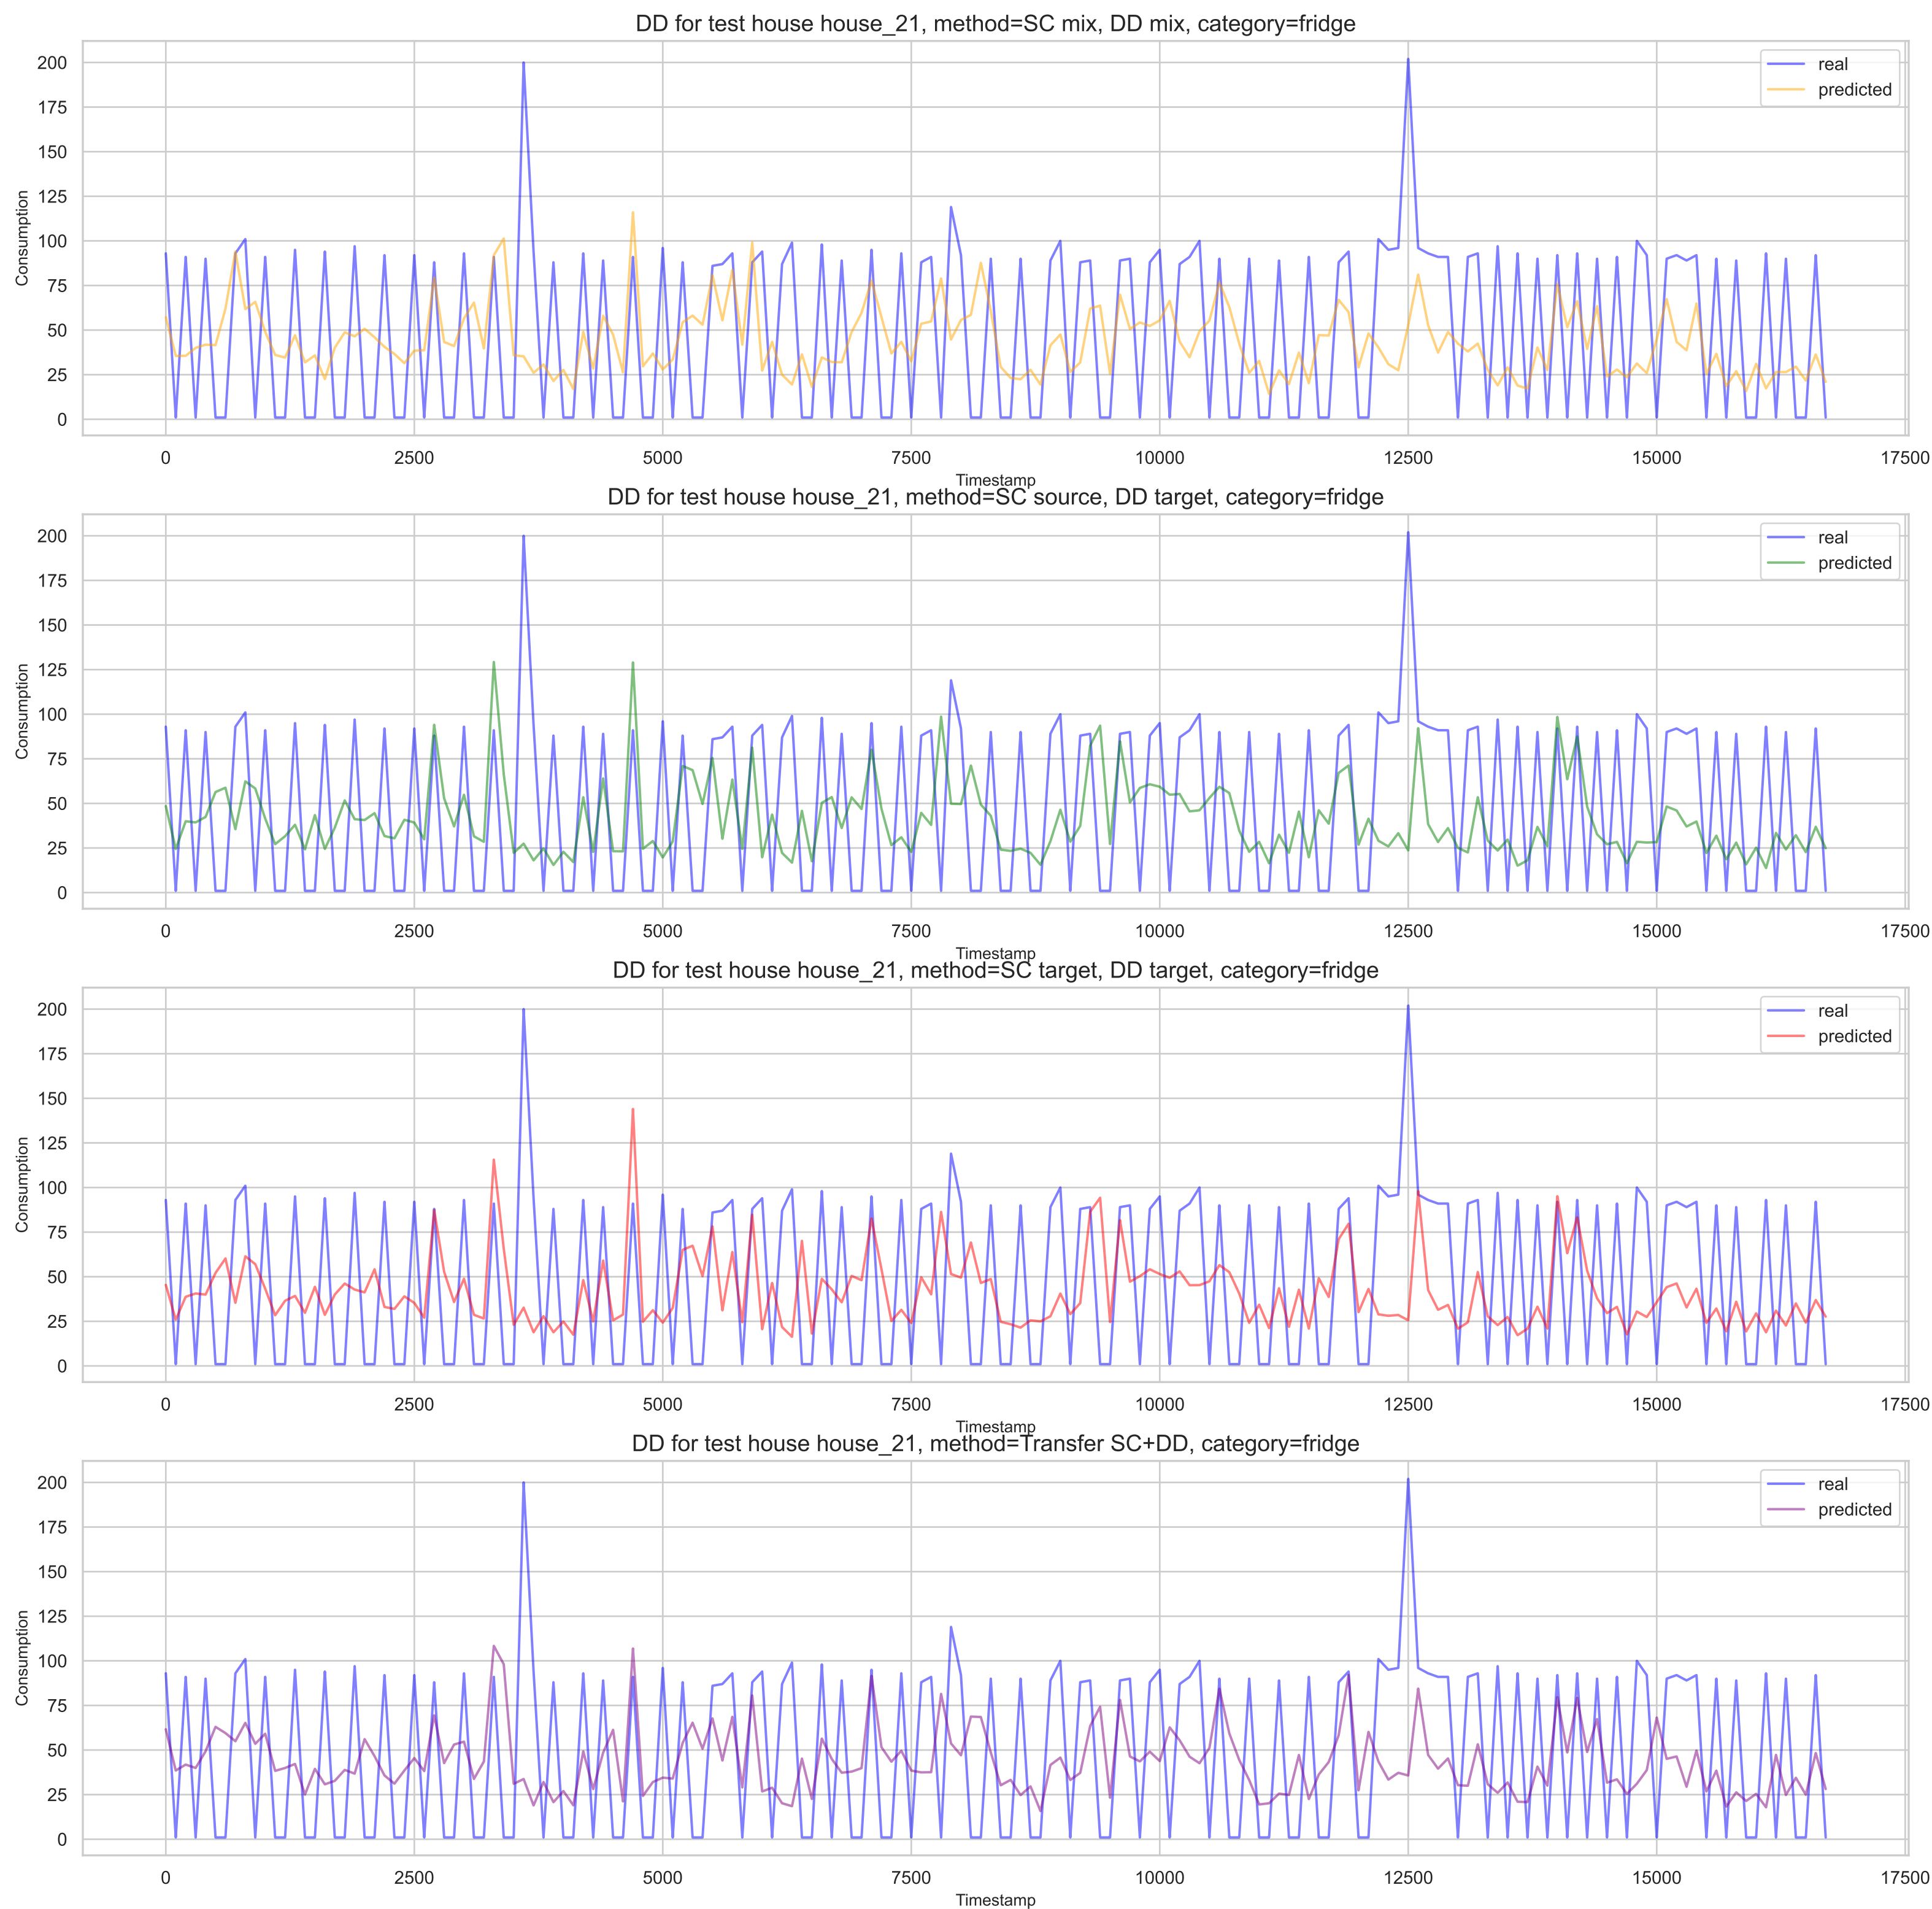 DD for test house house_21, method=SC mix, DD mix, category=fridge
200
175
150
125
100
75
50
25
0
Consumption
real
predicted
0 2500 5000 7500 10000 12500 15000 17500
Timestamp
DD for test house house_21, method=SC source, DD target, category=fridge
200
175
150
125
100
75
50
25
0
Consumption
real
predicted
0 2500 5000 7500 10000 12500 15000 17500
Timestamp
DD for test house house_21, method=SC target, DD target, category=fridge
200
175
150
125
100
75
50
25
0
Consumption
real
predicted
0 2500 5000 7500 10000 12500 15000 17500
Timestamp
DD for test house house_21, method=Transfer SC+DD, category=fridge
200
175
150
125
100
75
50
25
0
Consumption
real
predicted
0 2500 5000 7500 10000 12500 15000 17500
Timestamp